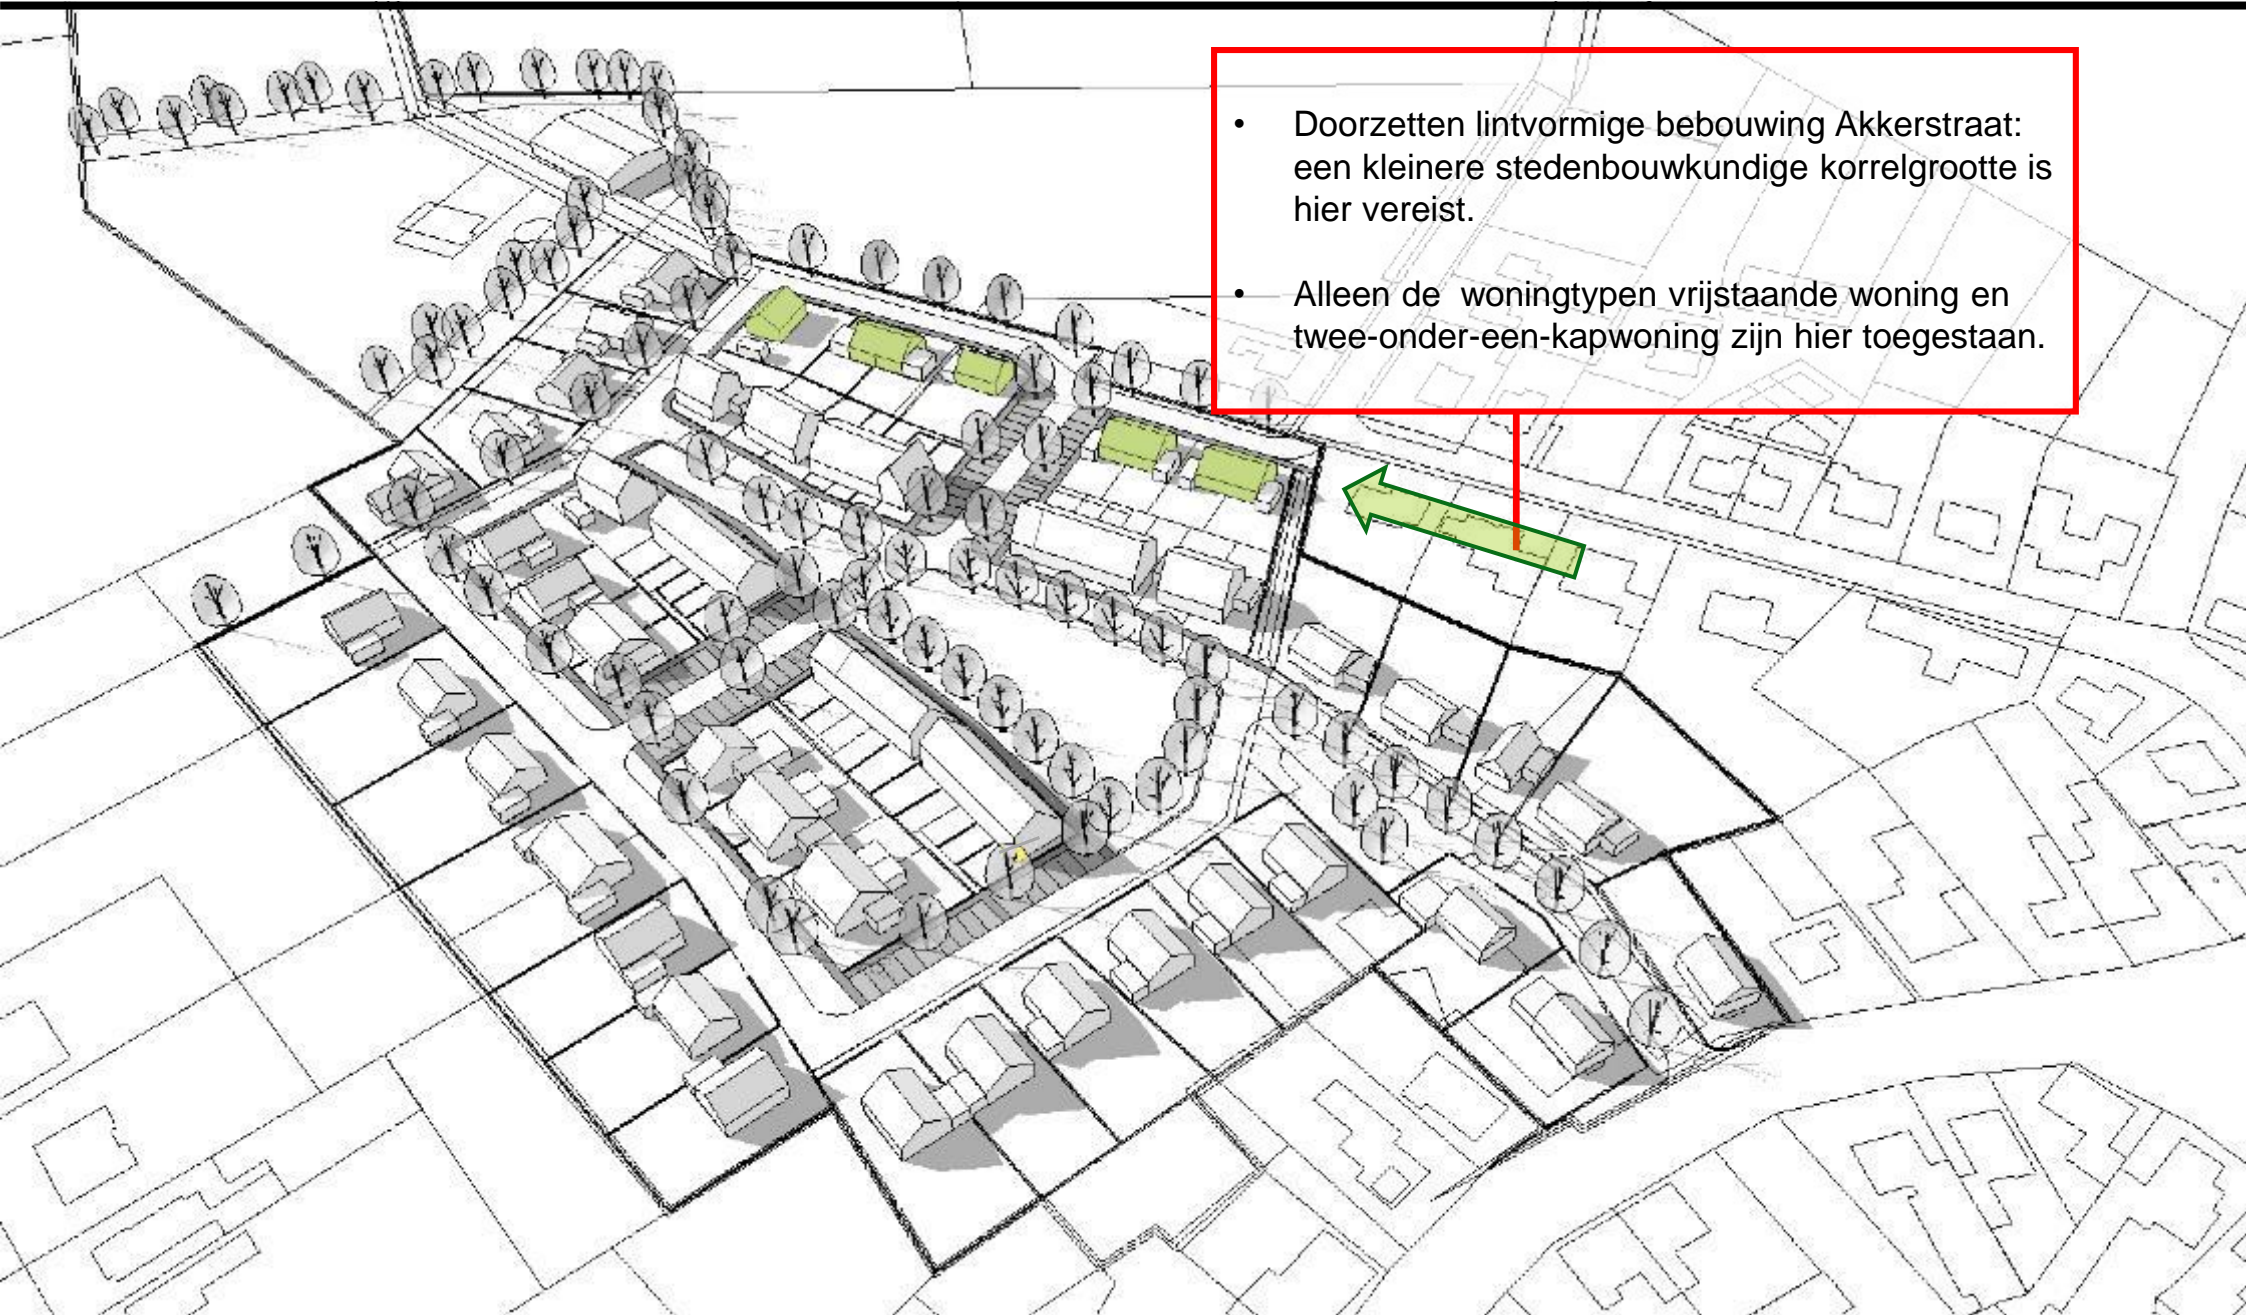 • Doorzetten lintvormige bebouwing Akkerstraat:
een kleinere stedenbouwkundige korrelgrootte is
hier vereist.
• Alleen de  woningtypen vrijstaande woning en
twee-onder-een-kapwoning zijn hier toegestaan.